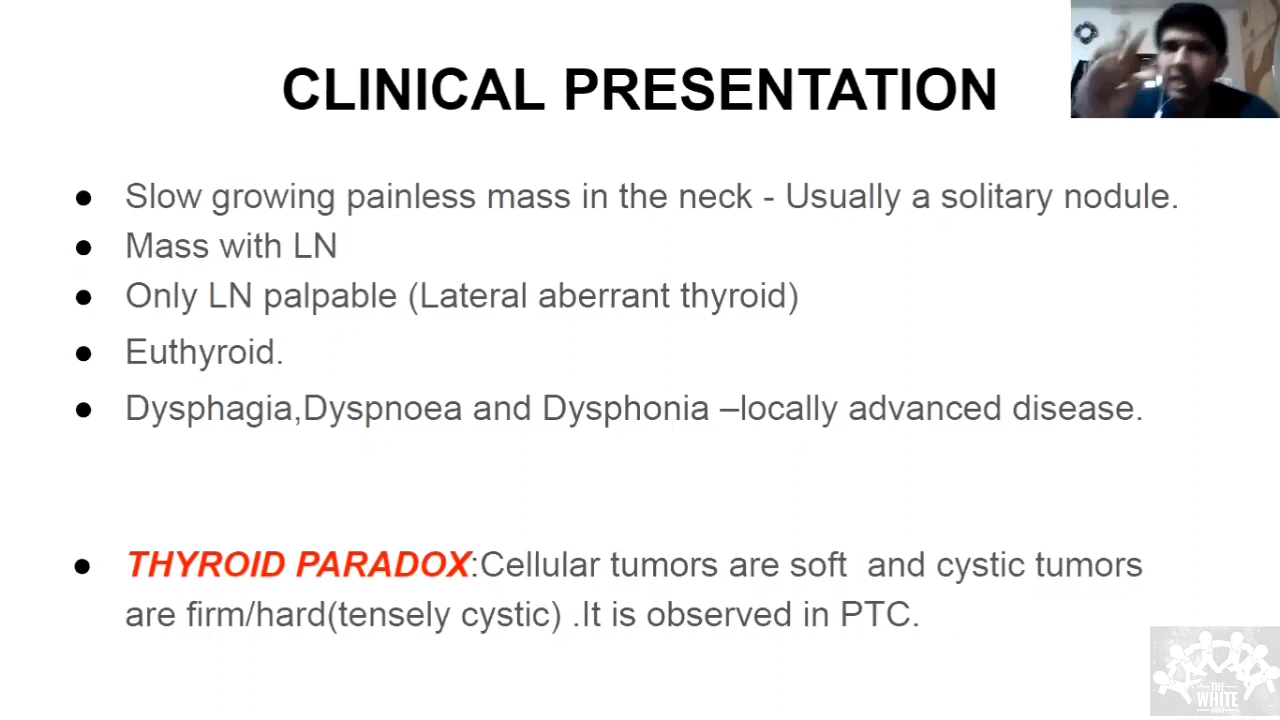 CLINICAL PRESENTATION
● Slow growing painless mass in the neck - Usually a solitary nodule.
● Mass with LN
● Only LN palpable (Lateral aberrant thyroid)
● Euthyroid.
● Dysphagia,Dyspnoea and Dysphonia –locally advanced disease.
● THYROID PARADOX:Cellular tumors are soft  and cystic tumors
are firm/hard(tensely cystic) .It is observed in PTC.
THE
WHITE